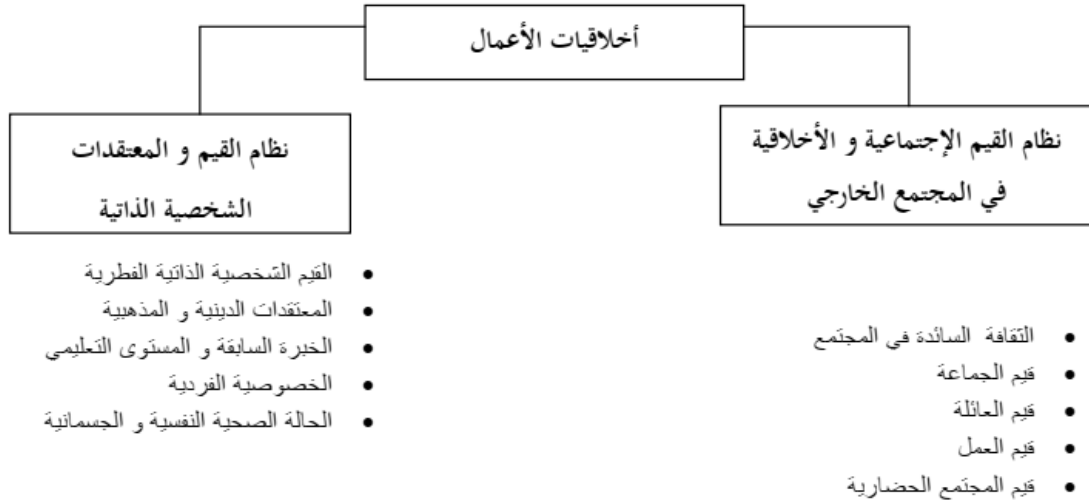 أخلاقيات الأعمال
نظام القيم الإجتماعية و الأخلاقية
في المجتمع الخارجي
الثقافة السائدة في المجتمع
قيم الجماعة
قيم العائلة
قيم العمل
قيم المجتمع الحضارية
نظام القيم و المعتقدات
الشخصية الذاتية
القيم الشخصية الذاتية الفطرية
المعتقدات الدينية و المذهبية
الخبرة السابقة و المستوى التعليمي
الخصوصية الفردية
الحالة الصحية النفسية و الجسمانية